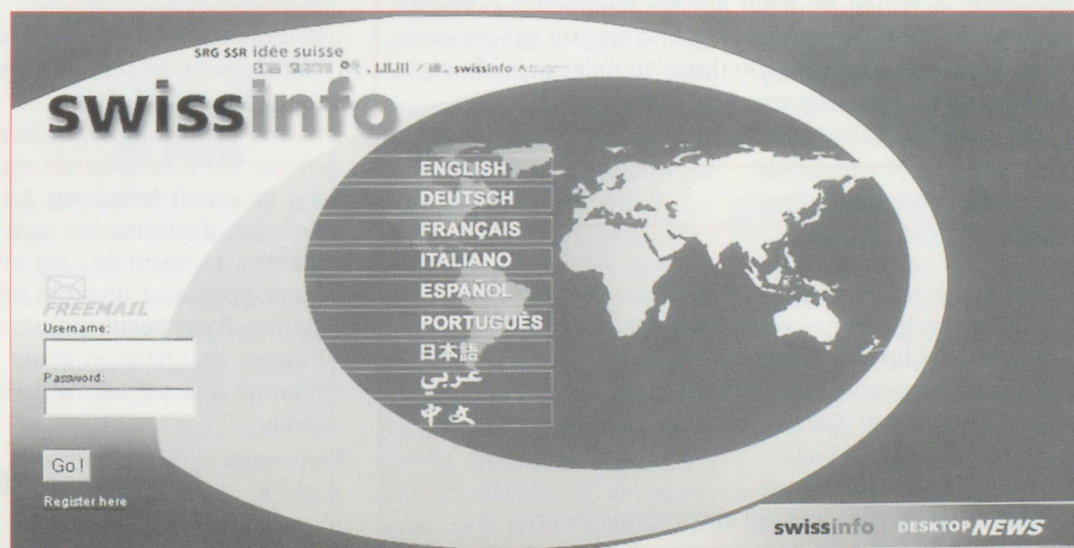 SRG SSR idée suisse
swissinfo
swissinfo
ENGLISH
DEUTSCH
FRANÇAIS
ITALIANO
ESPAÑOL
PORTUGUÊS
日本語
عربي
中文
FREEMAIL
Username:
Password:
Go!
Register here
swissinfo DESKTOP NEWS